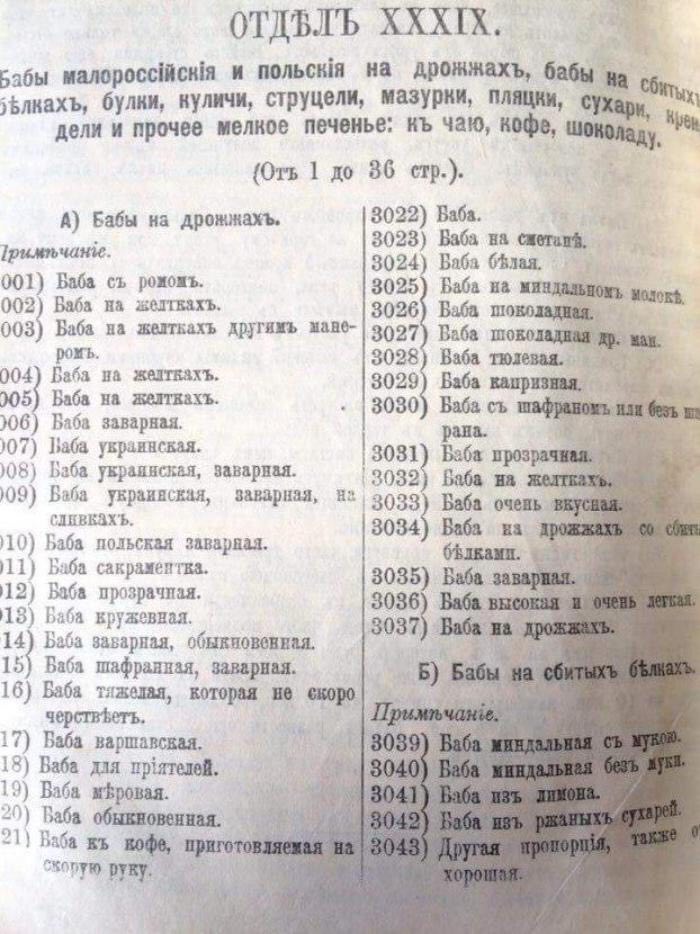 ОТДѢЛЪ XXXIX.
Бабы малороссійскія и польскія на дрожжахъ, бабы на сбитыхъ
бѣлкахъ, булки, куличи, струцели, мазурки, пляцки, сухари, крен-
дели и прочее мелкое печенье: къ чаю, кофе, шоколаду.
(Отъ 1 до 36 стр.).
А) Бабы на дрожжахъ.
Примѣчаніе.
001) Баба съ ромомъ.
002) Баба на желткахъ.
003) Баба на желткахъ другимъ мане-
ромъ.
004) Баба на желткахъ.
005) Баба на желткахъ.
006) Баба заварная.
007) Баба украинская.
008) Баба украинская, заварная.
009) Баба украинская, заварная, на
сливкахъ.
010) Баба польская заварная.
011) Баба сакраментка.
012) Баба прозрачная.
013) Баба кружевная.
014) Баба заварная, обыкновенная.
15) Баба шафранная, заварная.
16) Баба тяжелая, которая не скоро
черствѣетъ.
17) Баба варшавская.
18) Баба для пріятелей.
19) Баба мѣровая.
20) Баба обыкновенная.
21) Баба къ кофе, приготовляемая на
скорую руку.
3022) Баба.
3023) Баба на сметанѣ.
3024) Баба бѣлая.
3025) Баба на миндальномъ молокѣ.
3026) Баба шоколадная.
3027) Баба шоколадная др. ман.
3028) Баба тюлевая.
3029) Баба капризная.
3030) Баба съ шафраномъ или безъ ша
рана.
3031) Баба прозрачная.
3032) Баба на желткахъ.
3033) Баба очень вкусная.
3034) Баба на дрожжахъ со сбить
бѣлками.
3035) Баба заварная.
3036) Баба высокая и очень легкая.
3037) Баба на дрожжахъ.
Б) Бабы на сбитыхъ бѣлкахъ.
Примѣчаніе.
3039) Баба миндальная съ мукою.
3040) Баба миндальная безъ муки.
3041) Баба изъ лимона.
3042) Баба изъ ржаныхъ сухарей.
3043) Другая пропорція, также о
хорошая.